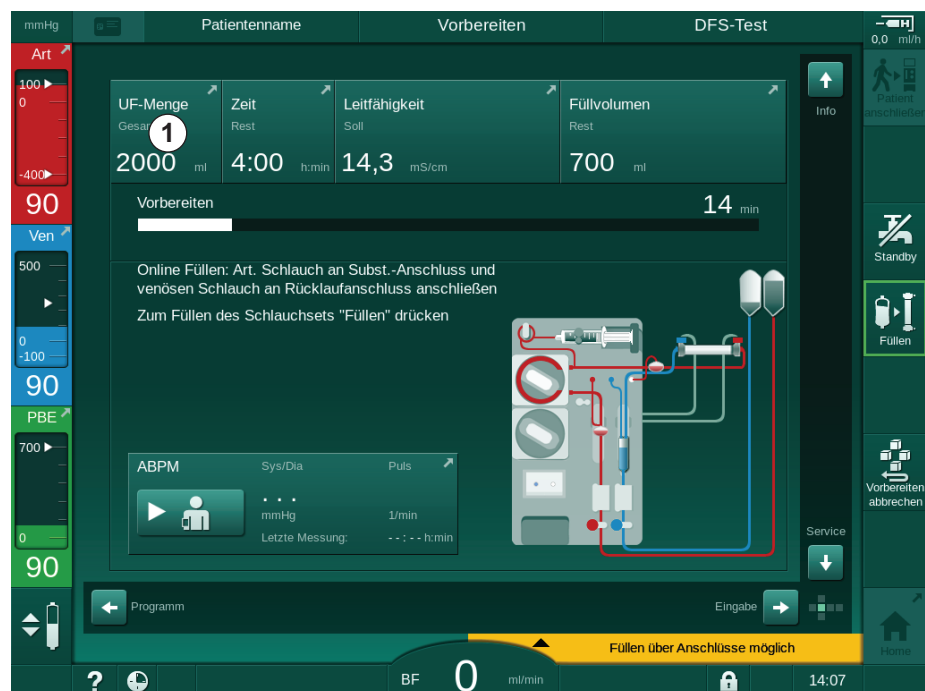 mmHg
Patientenname
Vorbereiten
DFS-Test
0,0 ml/h
Art
100
0
-400
90
Ven
500
0
-100
90
PBE
700
0
90
UF-Menge
1
2000 ml
Zeit
Rest
4:00 h:min
Leitfähigkeit
Soll
14,3 mS/cm
Füllvolumen
Rest
700 ml
Vorbereiten
14 min
Online Füllen: Art. Schlauch an Subst.-Anschluss und
venösen Schlauch an Rücklaufanschluss anschließen
Zum Füllen des Schlauchsets "Füllen" drücken
ABPM
Sys/Dia
Puls
. . .
mmHg
1/min
Letzte Messung:
--:-- h:min
Info
Service
Patient
anschließen
Standby
Füllen
Vorbereiten
abbrechen
Home
Programm
Eingabe
Füllen über Anschlüsse möglich
?
BF
0
ml/min
14:07